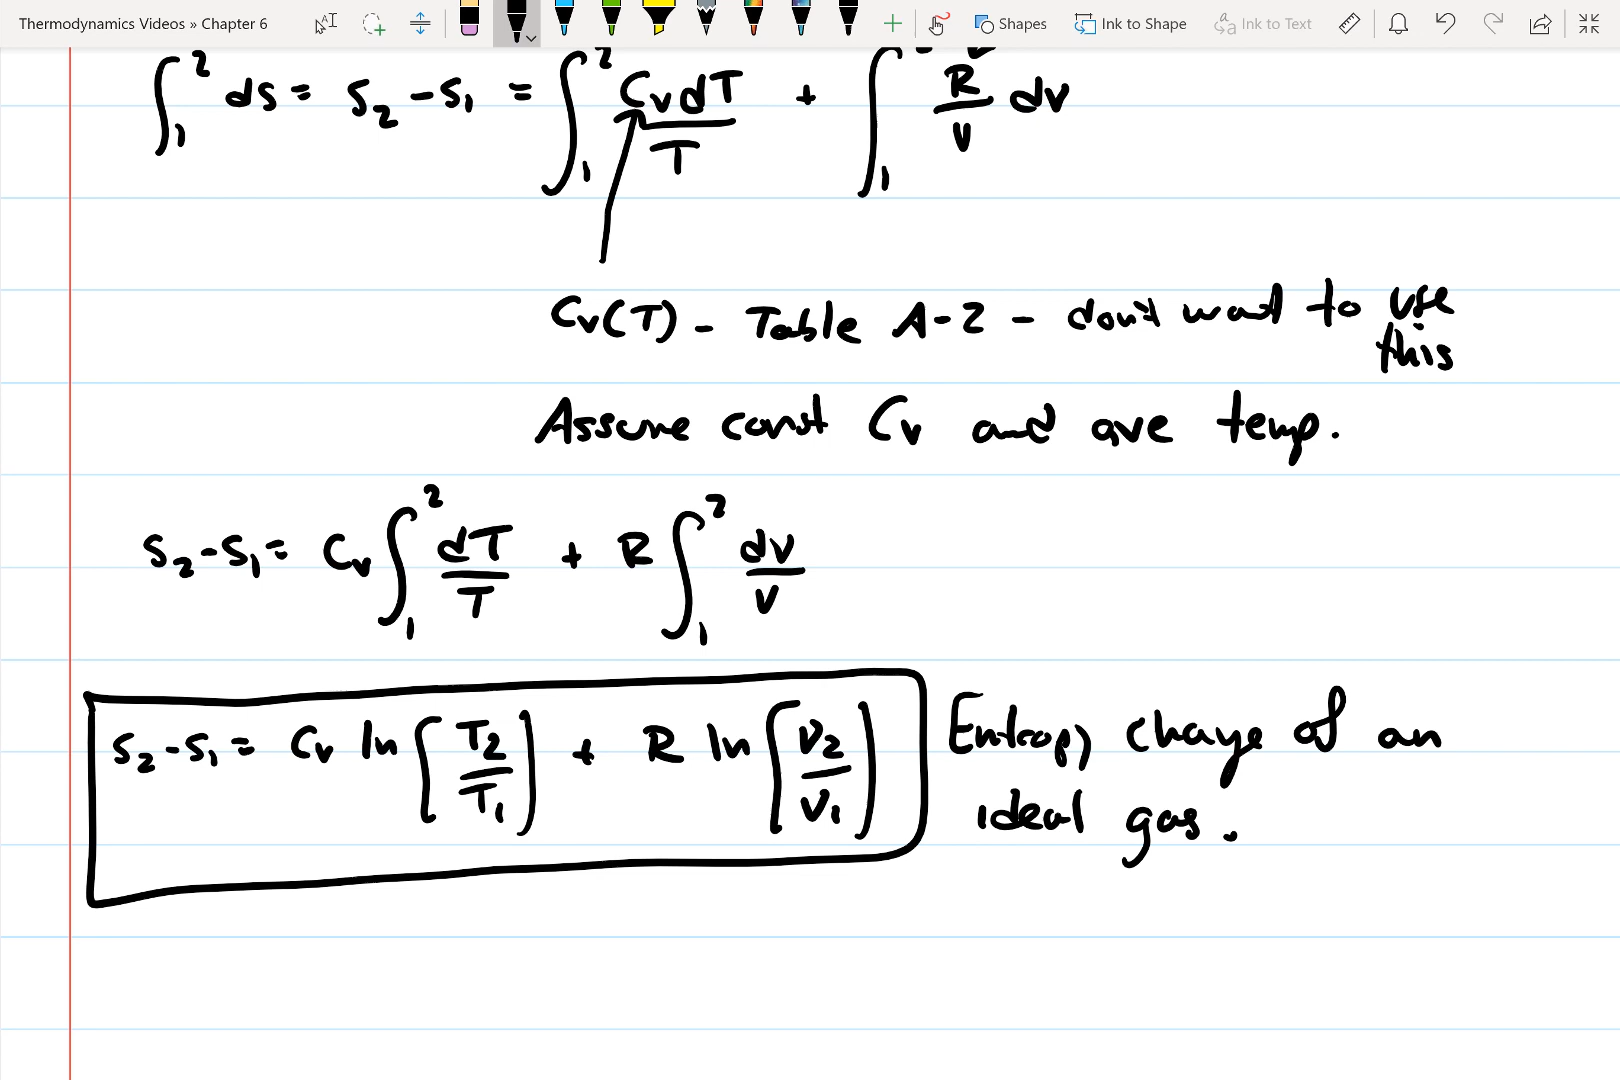 Thermodynamics Videos » Chapter 6 Shapes Ink to Shape Ink to Text
∫₁² ds = s₂ - s₁ = ∫₁² Cv dT / T + ∫₁² R / v dv
Cv(T) - Table A-2 - don't want to use
this
Assume const Cv and ave temp.
s₂ - s₁ = Cv ∫₁² dT / T + R ∫₁² dv / v
s₂ - s₁ = Cv ln [T₂ / T₁] + R ln [v₂ / v₁] Entropy change of an
ideal gas.